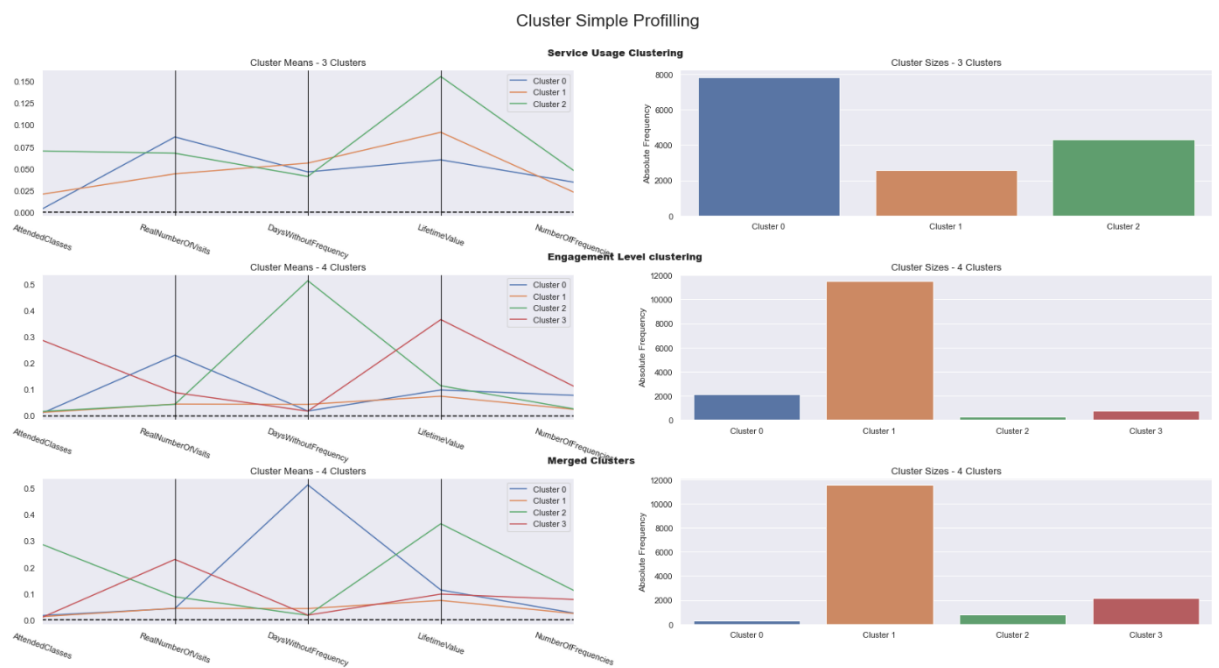 Cluster Simple Profilling
Service Usage Clustering
Cluster Means - 3 Clusters
Cluster 0
Cluster 1
Cluster 2
0.150
0.125
0.100
0.075
0.050
0.025
0.000
AttendedClasses
RealNumberOfVisits
DaysWithoutFrequency
LifetimeValue
NumberOfFrequencies
Cluster Sizes - 3 Clusters
Absolute Frequency
8000
6000
4000
2000
0
Cluster 0
Cluster 1
Cluster 2
Engagement Level clustering
Cluster Means - 4 Clusters
Cluster 0
Cluster 1
Cluster 2
Cluster 3
0.5
0.4
0.3
0.2
0.1
0.0
AttendedClasses
RealNumberOfVisits
DaysWithoutFrequency
LifetimeValue
NumberOfFrequencies
Cluster Sizes - 4 Clusters
Absolute Frequency
12000
10000
8000
6000
4000
2000
0
Cluster 0
Cluster 1
Cluster 2
Cluster 3
Merged Clusters
Cluster Means - 4 Clusters
Cluster 0
Cluster 1
Cluster 2
Cluster 3
0.5
0.4
0.3
0.2
0.1
0.0
AttendedClasses
RealNumberOfVisits
DaysWithoutFrequency
LifetimeValue
NumberOfFrequencies
Cluster Sizes - 4 Clusters
Absolute Frequency
12000
10000
8000
6000
4000
2000
0
Cluster 0
Cluster 1
Cluster 2
Cluster 3